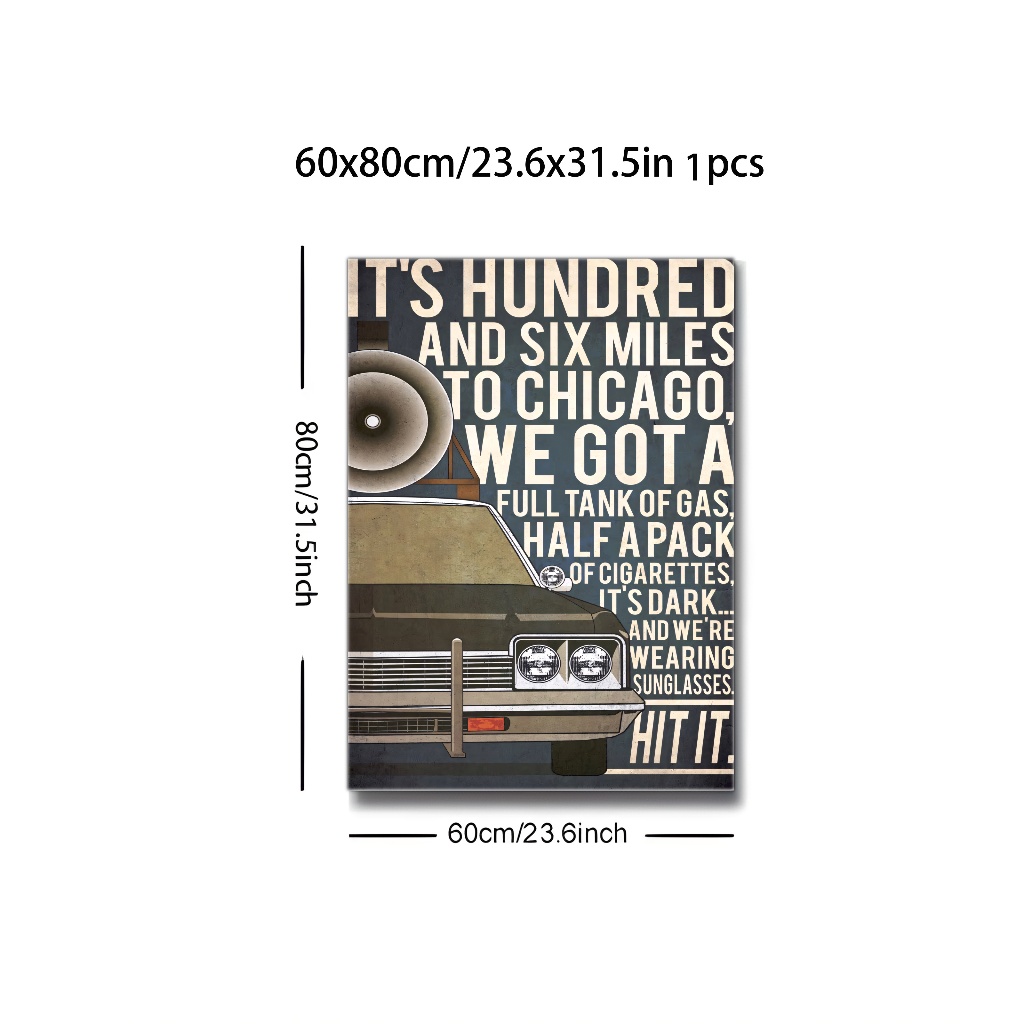 60x80cm/23.6x31.5in 1pcs
IT'S HUNDRED
AND SIX MILES
TO CHICAGO,
WE GOT A
FULL TANK OF GAS,
HALF A PACK
OF CIGARETTES,
IT'S DARK...
AND WE'RE
WEARING
SUNGLASSES.
HIT IT.
80cm/31.5inch
60cm/23.6inch